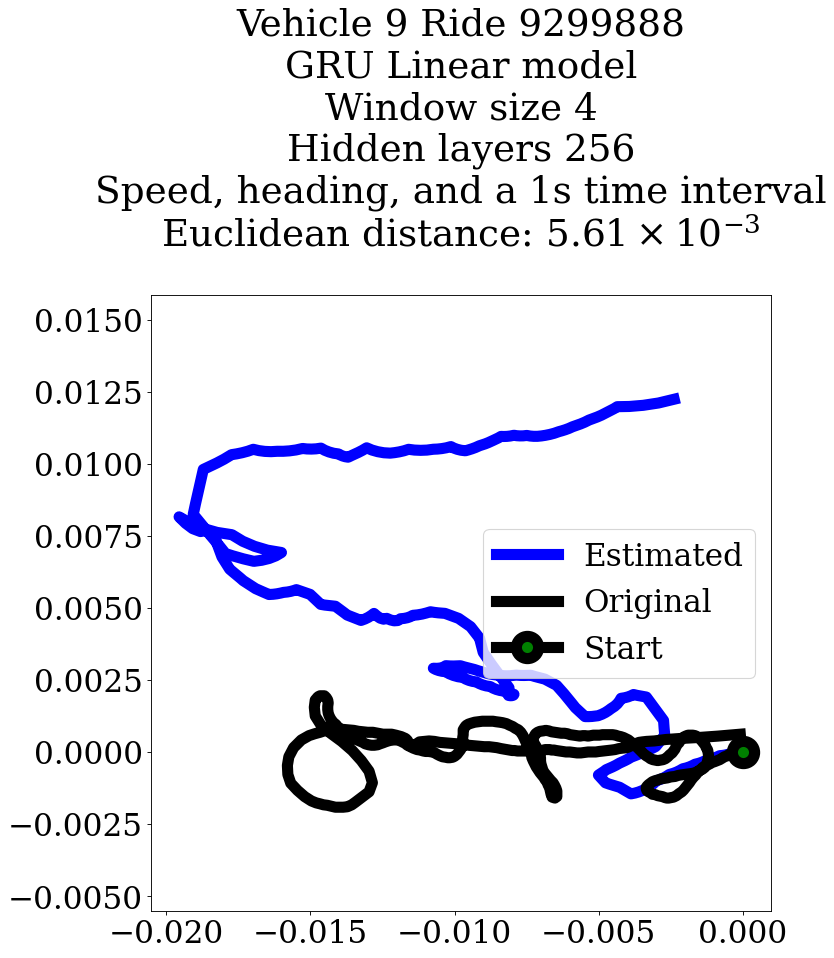 Vehicle 9 Ride 9299888
GRU Linear model
Window size 4
Hidden layers 256
Speed, heading, and a 1s time interval
Euclidean distance: 5.61 × 10⁻³
0.0150
0.0125
0.0100
0.0075
0.0050
0.0025
0.0000
−0.0025
−0.0050
Estimated
Original
Start
−0.020 −0.015 −0.010 −0.005 0.000